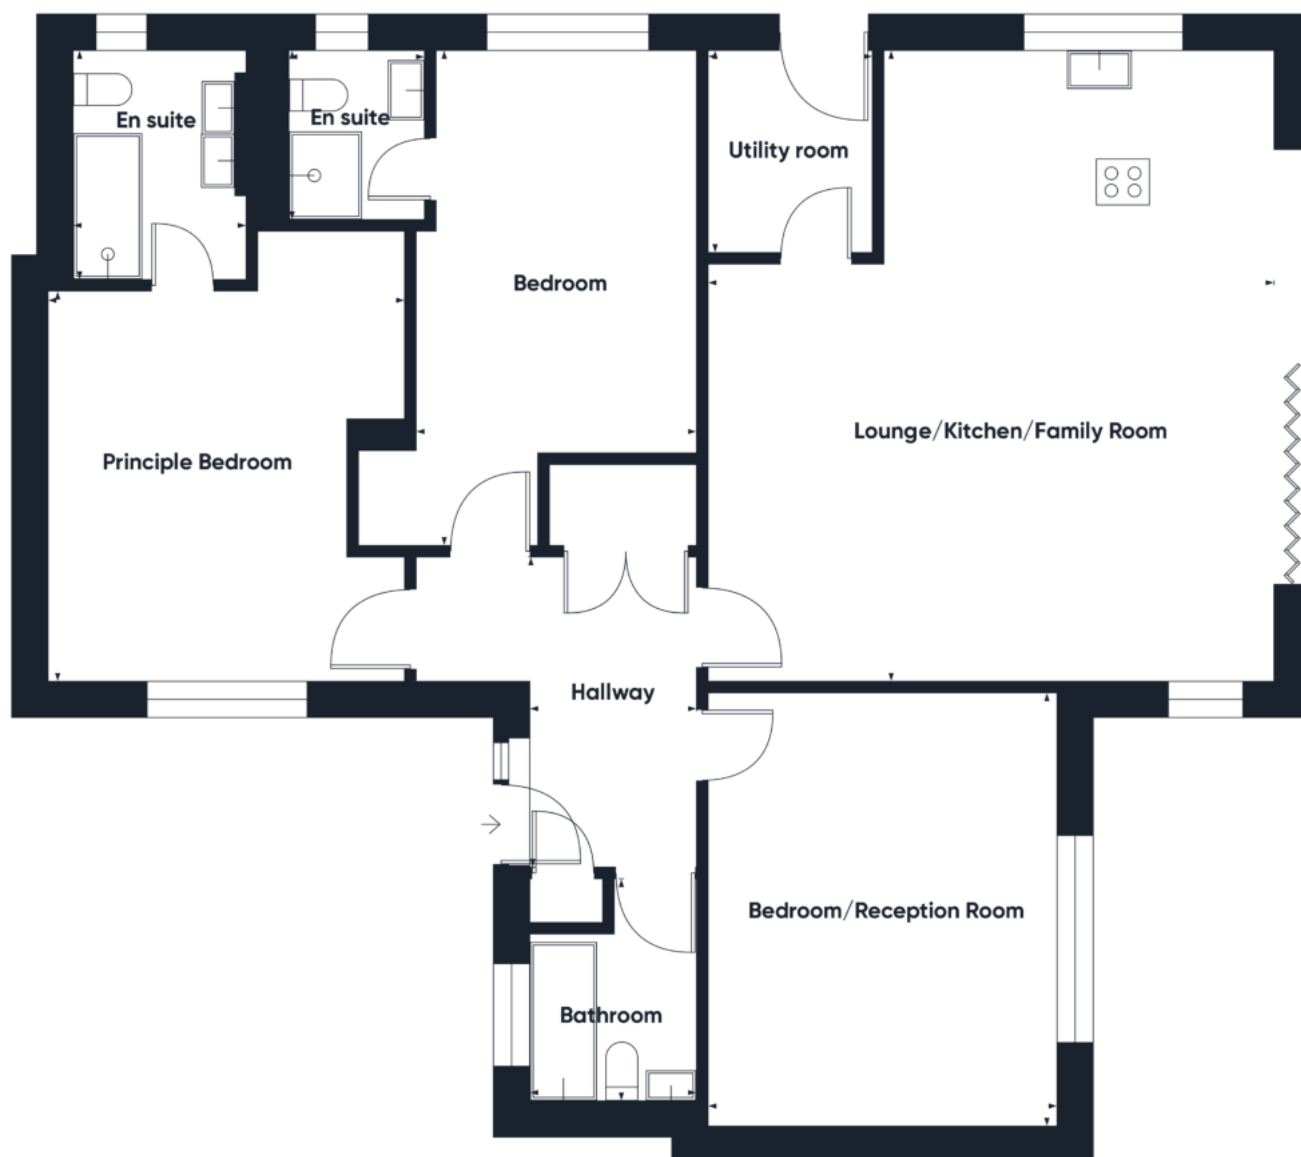 En suite
En suite
Utility room
Bedroom
Lounge/Kitchen/Family Room
Principle Bedroom
Hallway
Bedroom/Reception Room
Bathroom